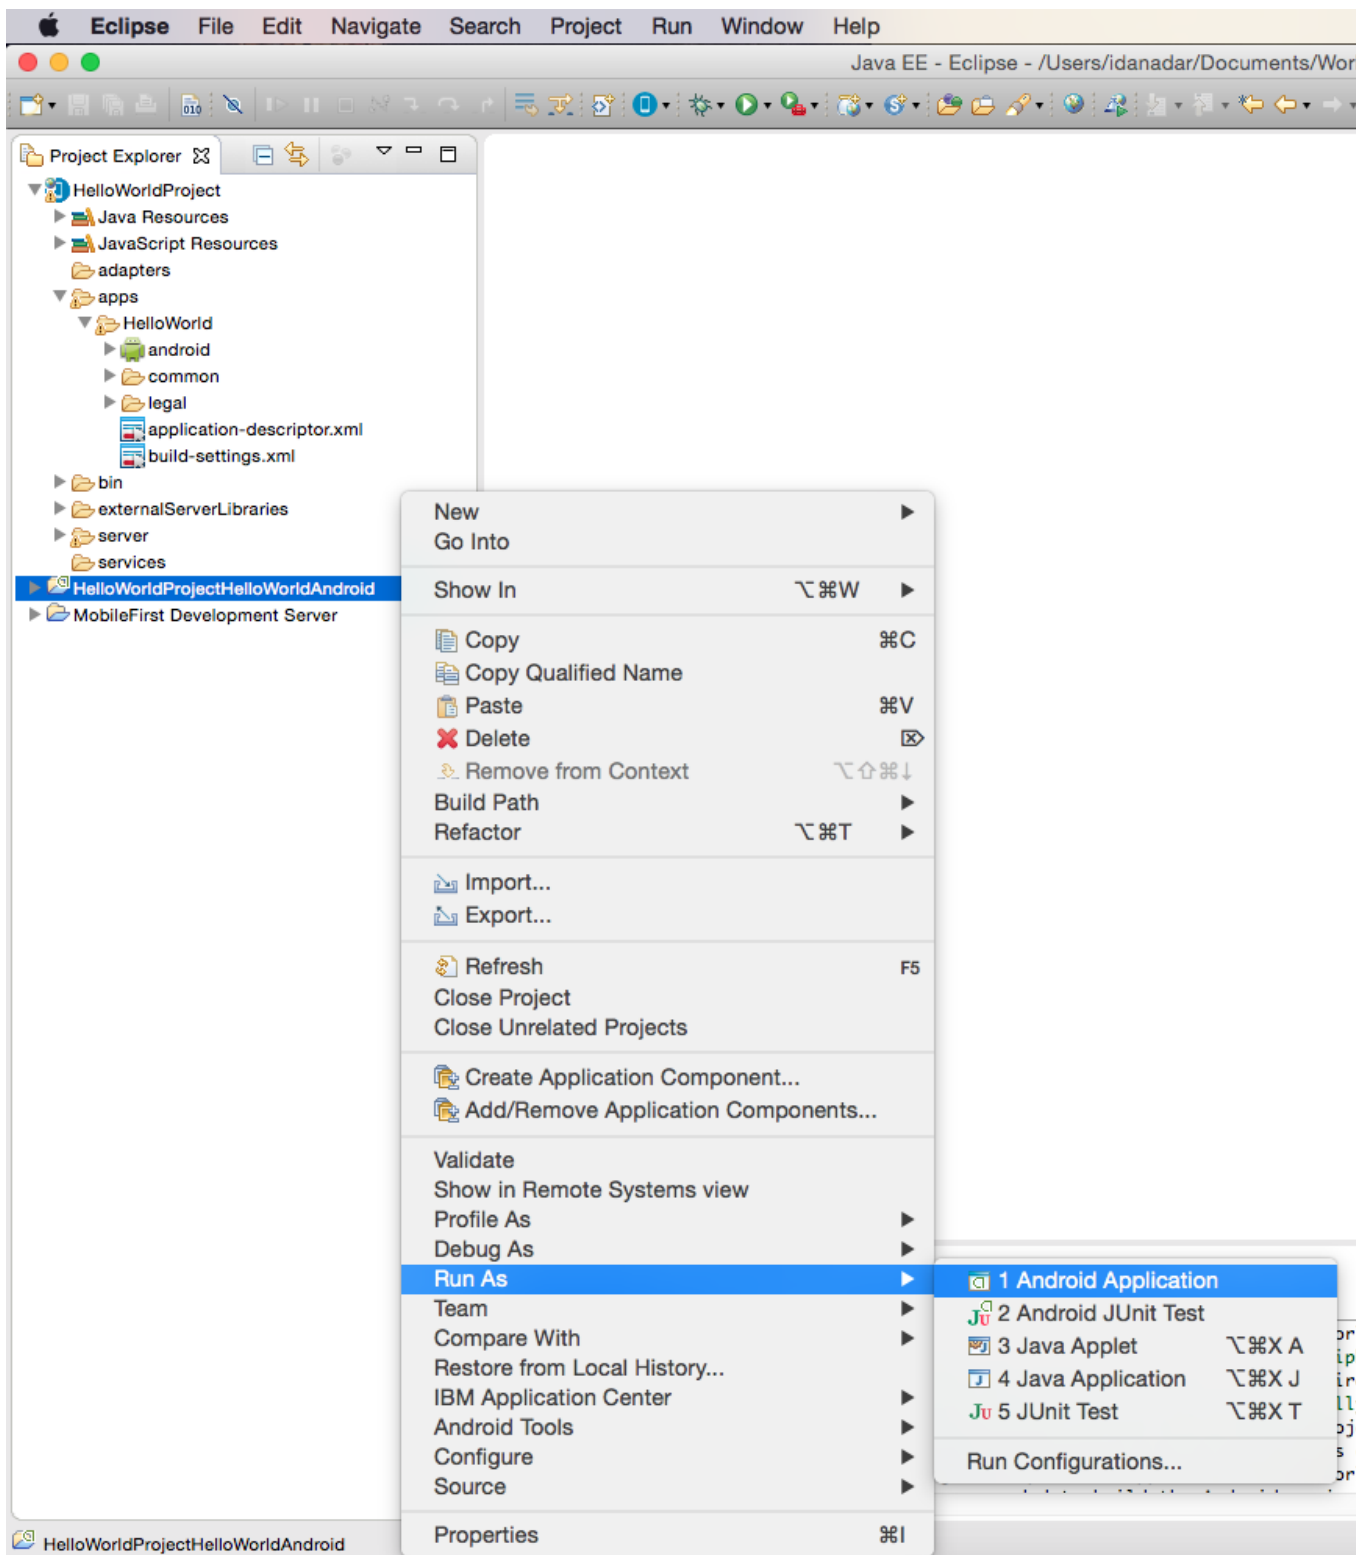 Eclipse File Edit Navigate Search Project Run Window Help
Java EE - Eclipse - /Users/idanadar/Documents/Wor
Project Explorer
HelloWorldProject
Java Resources
JavaScript Resources
adapters
apps
HelloWorld
android
common
legal
application-descriptor.xml
build-settings.xml
bin
externalServerLibraries
server
services
HelloWorldProjectHelloWorldAndroid
MobileFirst Development Server
New
Go Into
Show In ⌥⌘W
Copy ⌘C
Copy Qualified Name
Paste ⌘V
Delete ⌦
Remove from Context ⌥⇧⌘↓
Build Path
Refactor ⌥⌘T
Import...
Export...
Refresh F5
Close Project
Close Unrelated Projects
Create Application Component...
Add/Remove Application Components...
Validate
Show in Remote Systems view
Profile As
Debug As
Run As
Team
Compare With
Restore from Local History...
IBM Application Center
Android Tools
Configure
Source
Properties ⌘I
1 Android Application
2 Android JUnit Test
3 Java Applet ⌥⌘X A
4 Java Application ⌥⌘X J
5 JUnit Test ⌥⌘X T
Run Configurations...
HelloWorldProjectHelloWorldAndroid